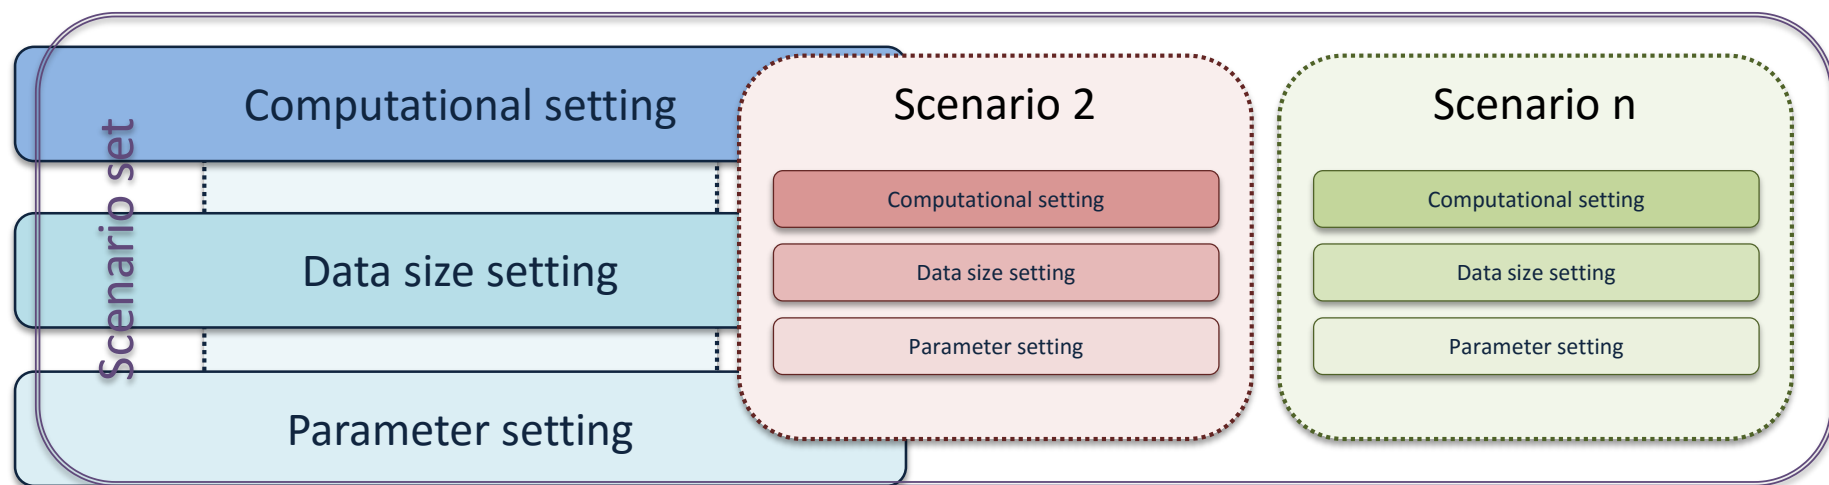 Scenario set
Computational setting
Data size setting
Parameter setting
Scenario 2
Computational setting
Data size setting
Parameter setting
Scenario n
Computational setting
Data size setting
Parameter setting